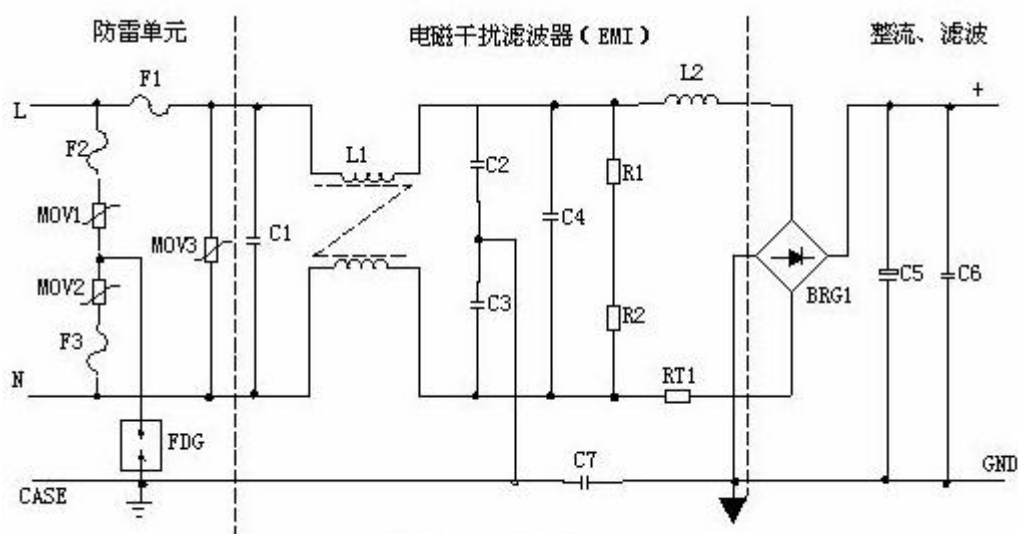 防雷单元
电磁干扰滤波器（EMI）
整流、滤波
F1
L2
+
L
F2
L1
C2
R1
MOV1
C4
MOV3
C1
MOV2
C3
C5
C6
BRG1
R2
F3
N
RT1
FDG
C7
GND
CASE